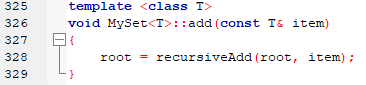 325 template <class T>
326 void MySet<T>::add(const T& item)
327 {
328 root = recursiveAdd(root, item);
329 }